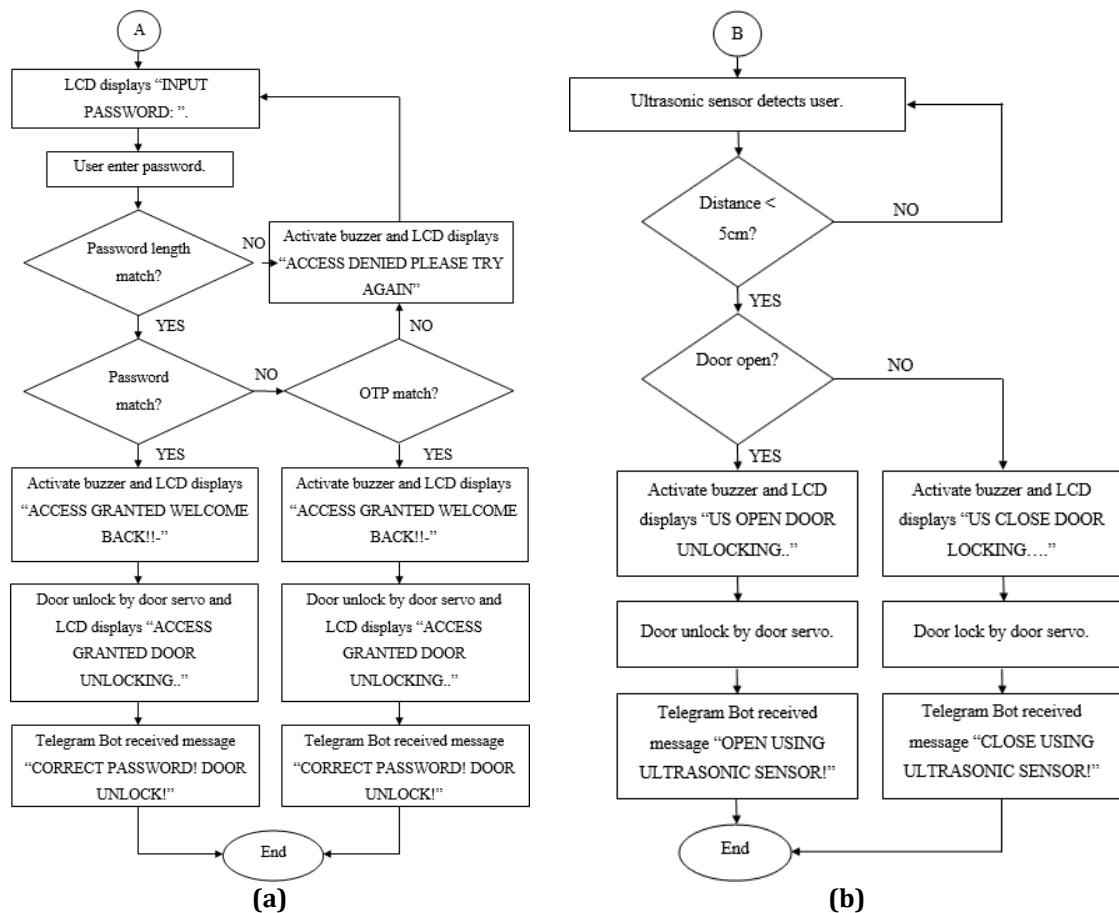 A
LCD displays “INPUT
PASSWORD: ”.
User enter password.
Password length
match?
NO
Activate buzzer and LCD displays
“ACCESS DENIED PLEASE TRY
AGAIN”
YES
NO
Password
match?
NO
OTP match?
YES
YES
Activate buzzer and LCD displays
“ACCESS GRANTED WELCOME
BACK!!-”
Activate buzzer and LCD displays
“ACCESS GRANTED WELCOME
BACK!!-”
Door unlock by door servo and
LCD displays “ACCESS
GRANTED DOOR
UNLOCKING..”
Door unlock by door servo and
LCD displays “ACCESS
GRANTED DOOR
UNLOCKING..”
Telegram Bot received message
“CORRECT PASSWORD! DOOR
UNLOCK!”
Telegram Bot received message
“CORRECT PASSWORD! DOOR
UNLOCK!”
End
(a)
B
Ultrasonic sensor detects user.
Distance <
5cm?
NO
YES
Door open?
NO
YES
Activate buzzer and LCD
displays “US OPEN DOOR
UNLOCKING..”
Activate buzzer and LCD
displays “US CLOSE DOOR
LOCKING….”
Door unlock by door servo.
Door lock by door servo.
Telegram Bot received
message “OPEN USING
ULTRASONIC SENSOR!”
Telegram Bot received
message “CLOSE USING
ULTRASONIC SENSOR!”
End
(b)